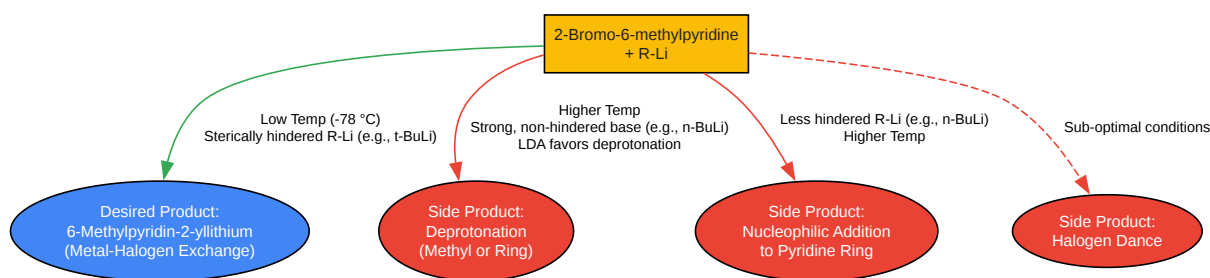 2-Bromo-6-methylpyridine
+ R-Li
Low Temp (-78 °C)
Sterically hindered R-Li (e.g., t-BuLi)
Higher Temp
Strong, non-hindered base (e.g., n-BuLi)
LDA favors deprotonation
Less hindered R-Li (e.g., n-BuLi)
Higher Temp
Sub-optimal conditions
Desired Product:
6-Methylpyridin-2-yllithium
(Metal-Halogen Exchange)
Side Product:
Deprotonation
(Methyl or Ring)
Side Product:
Nucleophilic Addition
to Pyridine Ring
Side Product:
Halogen Dance